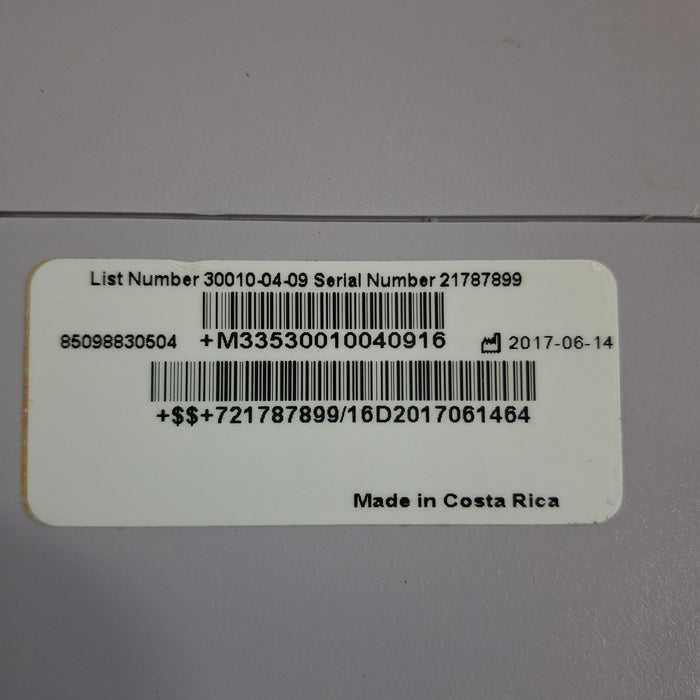 List Number 30010-04-09 Serial Number 21787899
85098830504 +M33530010040916 2017-06-14
+$$+721787899/16D2017061464
Made in Costa Rica